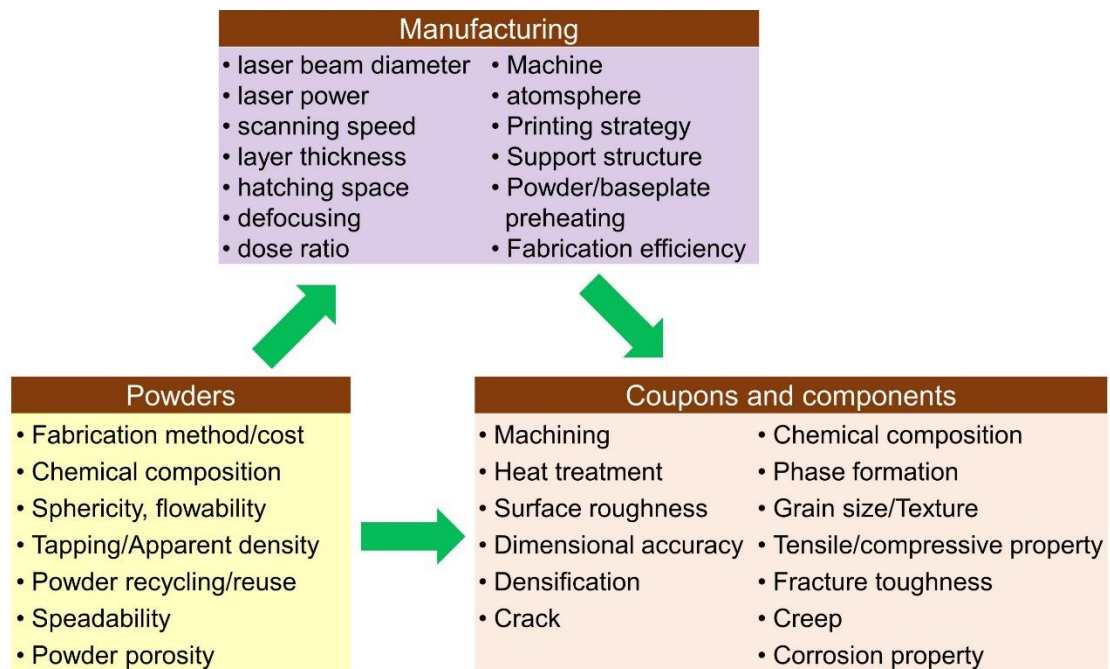 Manufacturing
• laser beam diameter
• laser power
• scanning speed
• layer thickness
• hatching space
• defocusing
• dose ratio
• Machine
• atomsphere
• Printing strategy
• Support structure
• Powder/baseplate
preheating
• Fabrication efficiency
Powders
• Fabrication method/cost
• Chemical composition
• Sphericity, flowability
• Tapping/Apparent density
• Powder recycling/reuse
• Speadability
• Powder porosity
Coupons and components
• Machining
• Heat treatment
• Surface roughness
• Dimensional accuracy
• Densification
• Crack
• Chemical composition
• Phase formation
• Grain size/Texture
• Tensile/compressive property
• Fracture toughness
• Creep
• Corrosion property